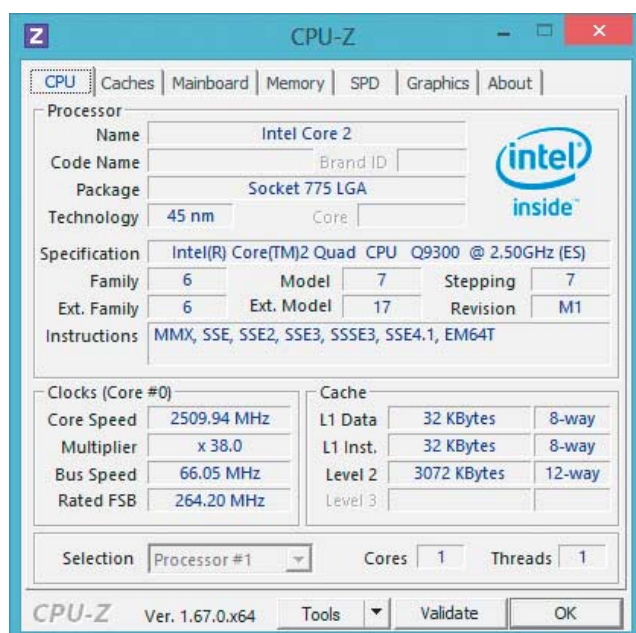 Z CPU-Z
CPU Caches Mainboard Memory SPD Graphics About
Processor
Name Intel Core 2
Code Name Brand ID
Package Socket 775 LGA
Technology 45 nm Core
intel inside™
Specification Intel(R) Core(TM)2 Quad CPU Q9300 @ 2.50GHz (ES)
Family 6 Model 7 Stepping 7
Ext. Family 6 Ext. Model 17 Revision M1
Instructions MMX, SSE, SSE2, SSE3, SSSE3, SSE4.1, EM64T
Clocks (Core #0) Cache
Core Speed 2509.94 MHz L1 Data 32 KBytes 8-way
Multiplier x 38.0 L1 Inst. 32 KBytes 8-way
Bus Speed 66.05 MHz Level 2 3072 KBytes 12-way
Rated FSB 264.20 MHz Level 3
Selection Processor #1 Cores 1 Threads 1
CPU-Z Ver. 1.67.0.x64 Tools Validate OK